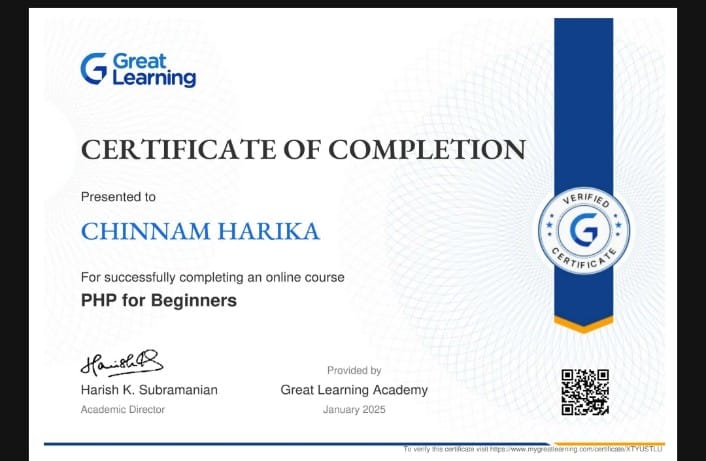 Great
Learning
CERTIFICATE OF COMPLETION
VERIFIED
CERTIFICATE
Presented to
CHINNAM HARIKA
For successfully completing an online course
PHP for Beginners
Harish K. Subramanian
Academic Director
Provided by
Great Learning Academy
January 2025
To verify this certificate visit https://www.mygreatlearning.com/certificate/XTYUSTLU